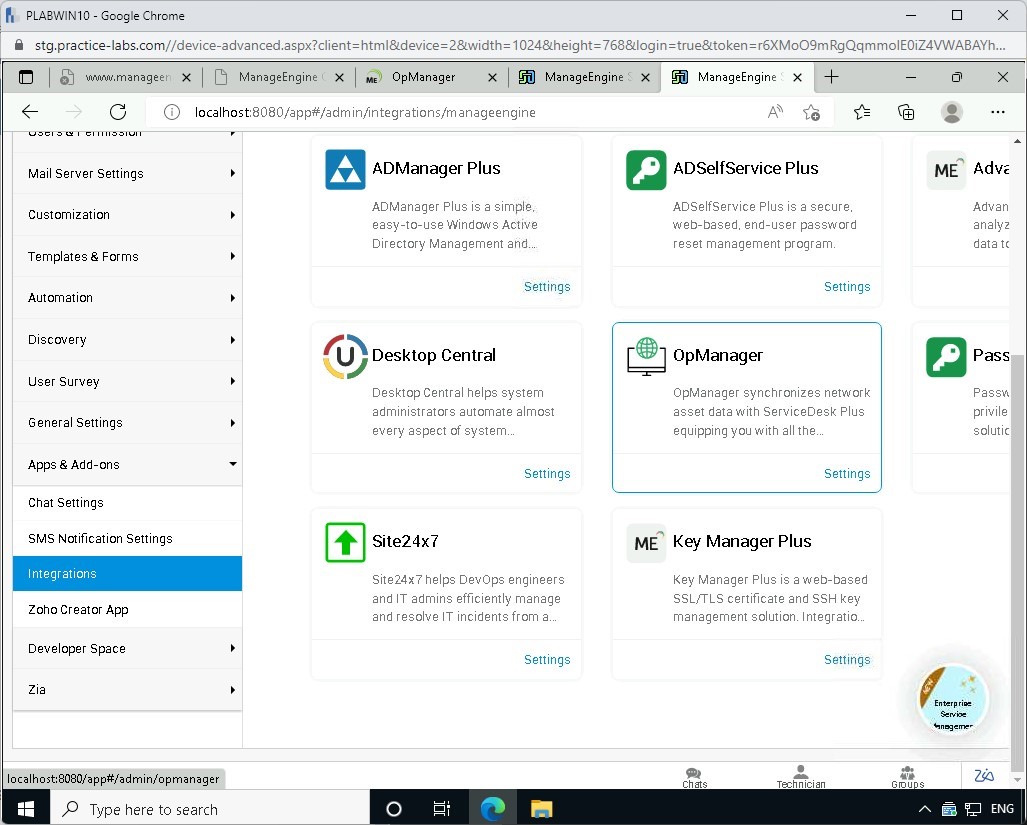 PLABWIN10 - Google Chrome
stg.practice-labs.com//device-advanced.aspx?client=html&device=2&width=1024&height=768&login=true&token=r6XMoO9mRgQqmmolE0iZ4VWABAYh...
www.manageen
ManageEngine
OpManager
ManageEngine S
ManageEngine S
localhost:8080/app#/admin/integrations/manageengine
Users & Permission
Mail Server Settings
Customization
Templates & Forms
Automation
Discovery
User Survey
General Settings
Apps & Add-ons
Chat Settings
SMS Notification Settings
Integrations
Zoho Creator App
Developer Space
Zia
ADManager Plus
ADManager Plus is a simple,
easy-to-use Windows Active
Directory Management and...
Settings
ADSelfService Plus
ADSelfService Plus is a secure,
web-based, end-user password
reset management program.
Settings
ME
Adva
Advan
analyz
data to
Desktop Central
Desktop Central helps system
administrators automate almost
every aspect of system...
Settings
OpManager
OpManager synchronizes network
asset data with ServiceDesk Plus
equipping you with all the...
Settings
Pass
Passw
privile
solutic
Site24x7
Site24x7 helps DevOps engineers
and IT admins efficiently manage
and resolve IT incidents from a...
Settings
ME
Key Manager Plus
Key Manager Plus is a web-based
SSL/TLS certificate and SSH key
management solution. Integratio...
Settings
NEW
Enterprise
Service
Management
localhost:8080/app#/admin/opmanager
Chats
Technician
Groups
Type here to search
ENG